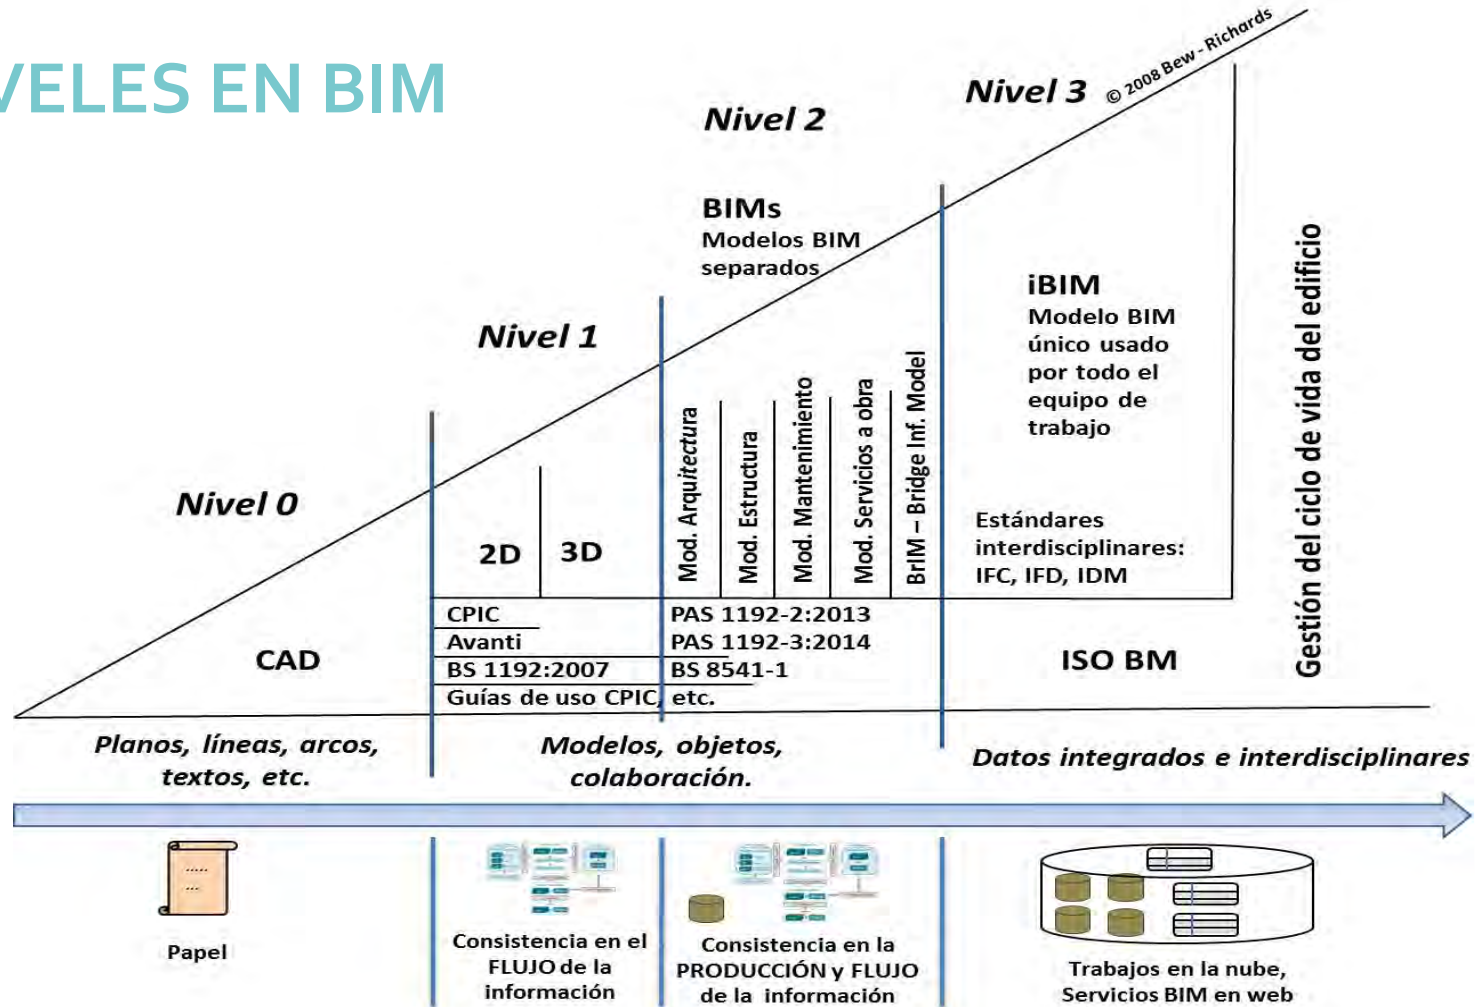 VELES EN BIM
© 2008 Bew - Richards
Nivel 3
Nivel 2
BIMs
Modelos BIM
separados
Nivel 1
Nivel 0
iBIM
Modelo BIM
único usado
por todo el
equipo de
trabajo
Gestión del ciclo de vida del edificio
2D
3D
Mod. Arquitectura
Mod. Estructura
Mod. Mantenimiento
Mod. Servicios a obra
BrIM – Bridge Inf. Model
Estándares
interdisciplinares:
IFC, IFD, IDM
CAD
CPIC
Avanti
BS 1192:2007
Guías de uso CPIC, etc.
PAS 1192-2:2013
PAS 1192-3:2014
BS 8541-1
ISO BM
Planos, líneas, arcos,
textos, etc.
Modelos, objetos,
colaboración.
Datos integrados e interdisciplinares
Papel
Consistencia en el
FLUJO de la
información
Consistencia en la
PRODUCCIÓN y FLUJO
de la información
Trabajos en la nube,
Servicios BIM en web